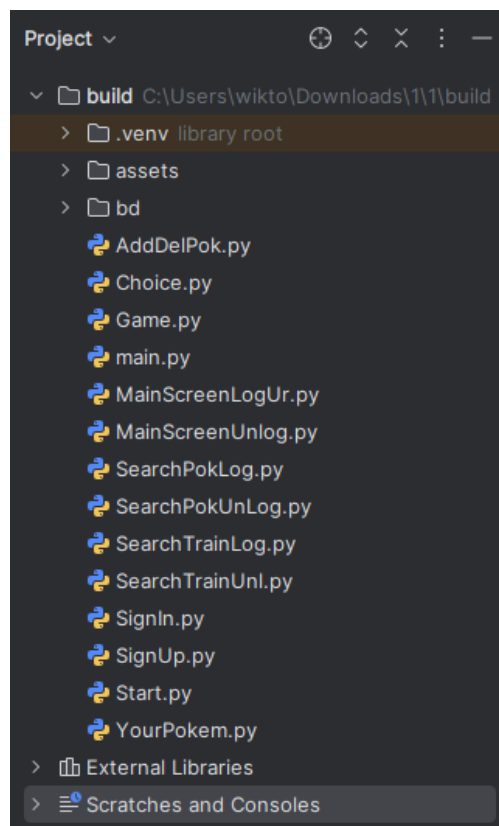 Project
build C:\Users\wikto\Downloads\1\1\build
.venv library root
assets
bd
AddDelPok.py
Choice.py
Game.py
main.py
MainScreenLogUr.py
MainScreenUnlog.py
SearchPokLog.py
SearchPokUnLog.py
SearchTrainLog.py
SearchTrainUnl.py
SignIn.py
SignUp.py
Start.py
YourPokem.py
External Libraries
Scratches and Consoles